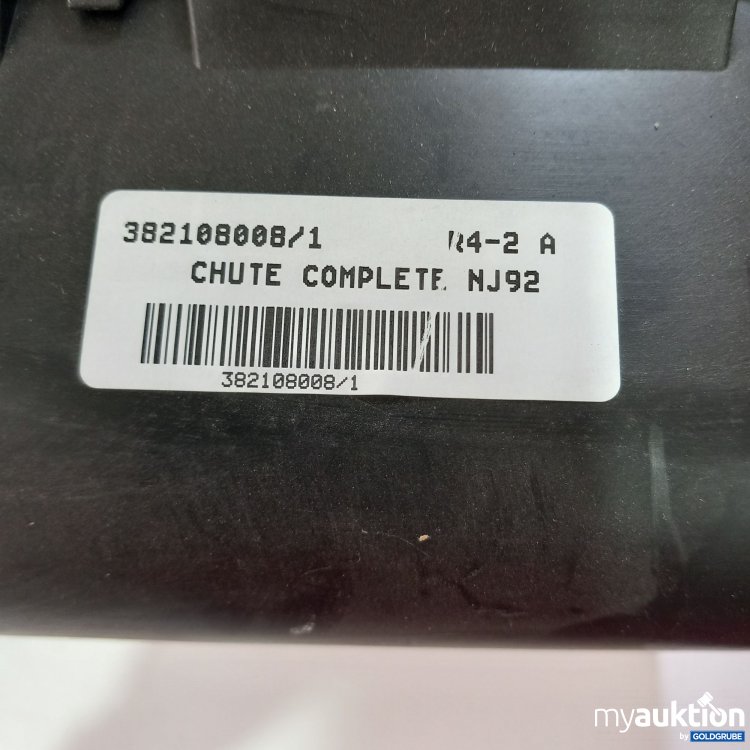 382108008/1 R4-2 A
CHUTE COMPLETE NJ92
382108008/1
myauktion
by GOLDGRUBE